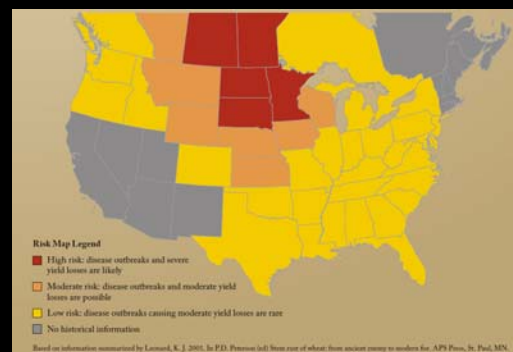 Risk Map Legend
High risk: disease outbreaks and severe
yield losses are likely
Moderate risk: disease outbreaks and moderate yield
losses are possible
Low risk: disease outbreaks causing moderate yield losses are rare
No historical information
Based on information summarized by Leonard, K. J. 2001. In P.D. Peterson (ed) Stem rust of wheat: from ancient enemy to modern foe. APS Press, St. Paul, MN.